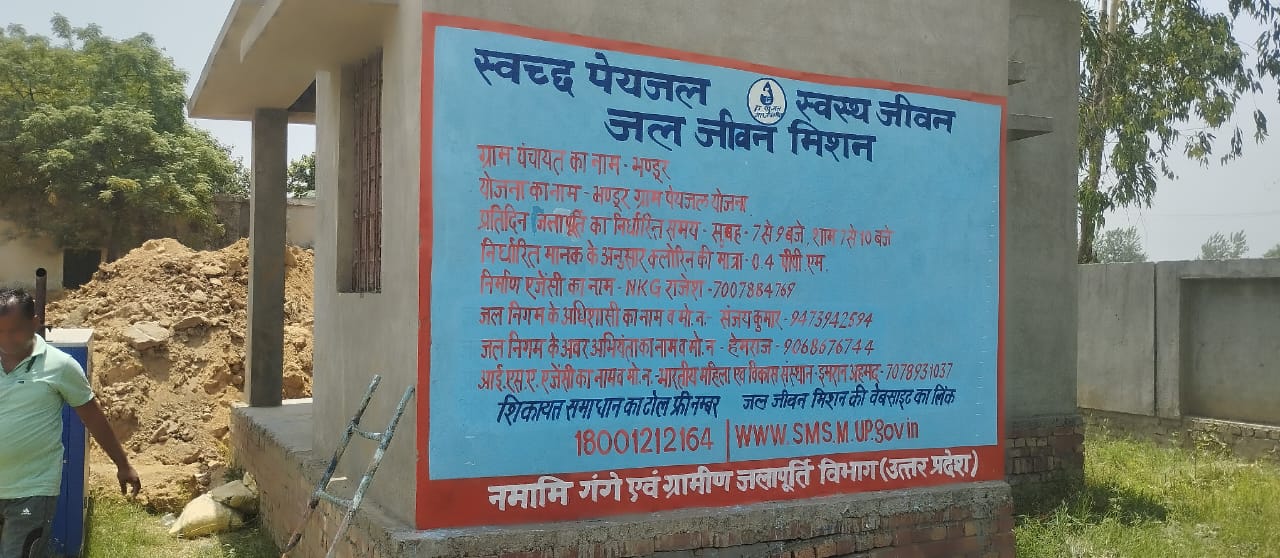 स्वच्छ पेयजल स्वस्थ जीवन
जल जीवन मिशन
ग्राम पंचायत का नाम - भण्डूर
योजना का नाम - भण्डूर ग्राम पेयजल योजना
प्रतिदिन जलापूर्ति का निर्धारित समय - सुबह - 7 से 9 बजे, शाम 7 से 10 बजे
निर्धारित मानक के अनुसार क्लोरिन की मात्रा - 0.4 पीपी.एम.
निर्माण एजेंसी का नाम - NKG राजेश - 7007884769
जल निगम के अधिशासी का नाम व मो.न.- संजय कुमार - 9473942594
जल निगम के अवर अभियंता का नाम व मो.न - हेमराज - 9068676744
आई.एस.ए. एजेंसी का नाम व मो.न.- भारतीय महिला एव विकास संस्थान - इमरान अहमद - 7078931037
शिकायत समाधान का टोल फ्री नम्बर जल जीवन मिशन की वेबसाइट का लिंक
18001212164 | WWW.SMS.M.UP.gov.in
नमामि गंगे एवं ग्रामीण जलापूर्ति विभाग (उत्तर प्रदेश)